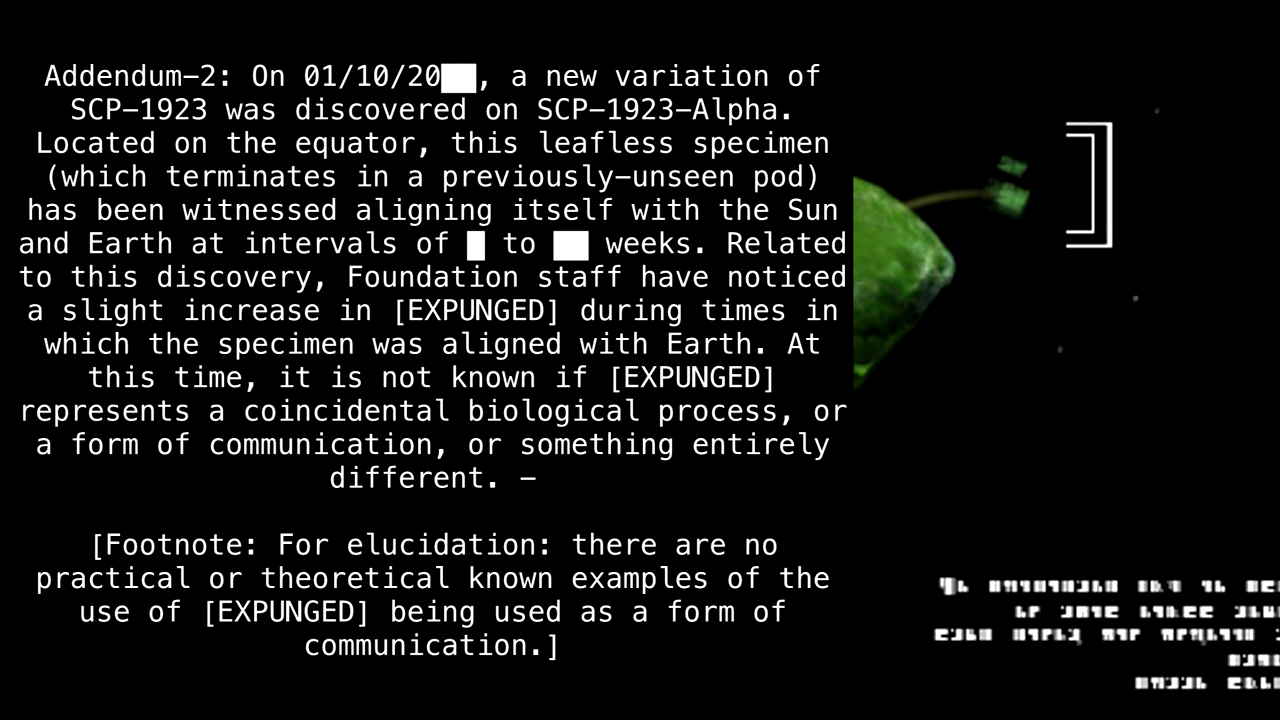 Addendum-2: On 01/10/20██, a new variation of
SCP-1923 was discovered on SCP-1923-Alpha.
Located on the equator, this leafless specimen
(which terminates in a previously-unseen pod)
has been witnessed aligning itself with the Sun
and Earth at intervals of █ to ██ weeks. Related
to this discovery, Foundation staff have noticed
a slight increase in [EXPUNGED] during times in
which the specimen was aligned with Earth. At
this time, it is not known if [EXPUNGED]
represents a coincidental biological process, or
a form of communication, or something entirely
different. -
[Footnote: For elucidation: there are no
practical or theoretical known examples of the
use of [EXPUNGED] being used as a form of
communication.]